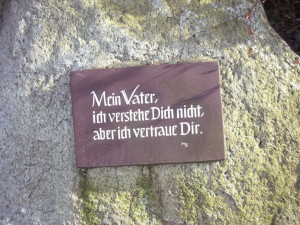 Mein Vater,
ich verstehe Dich nicht,
aber ich vertraue Dir.